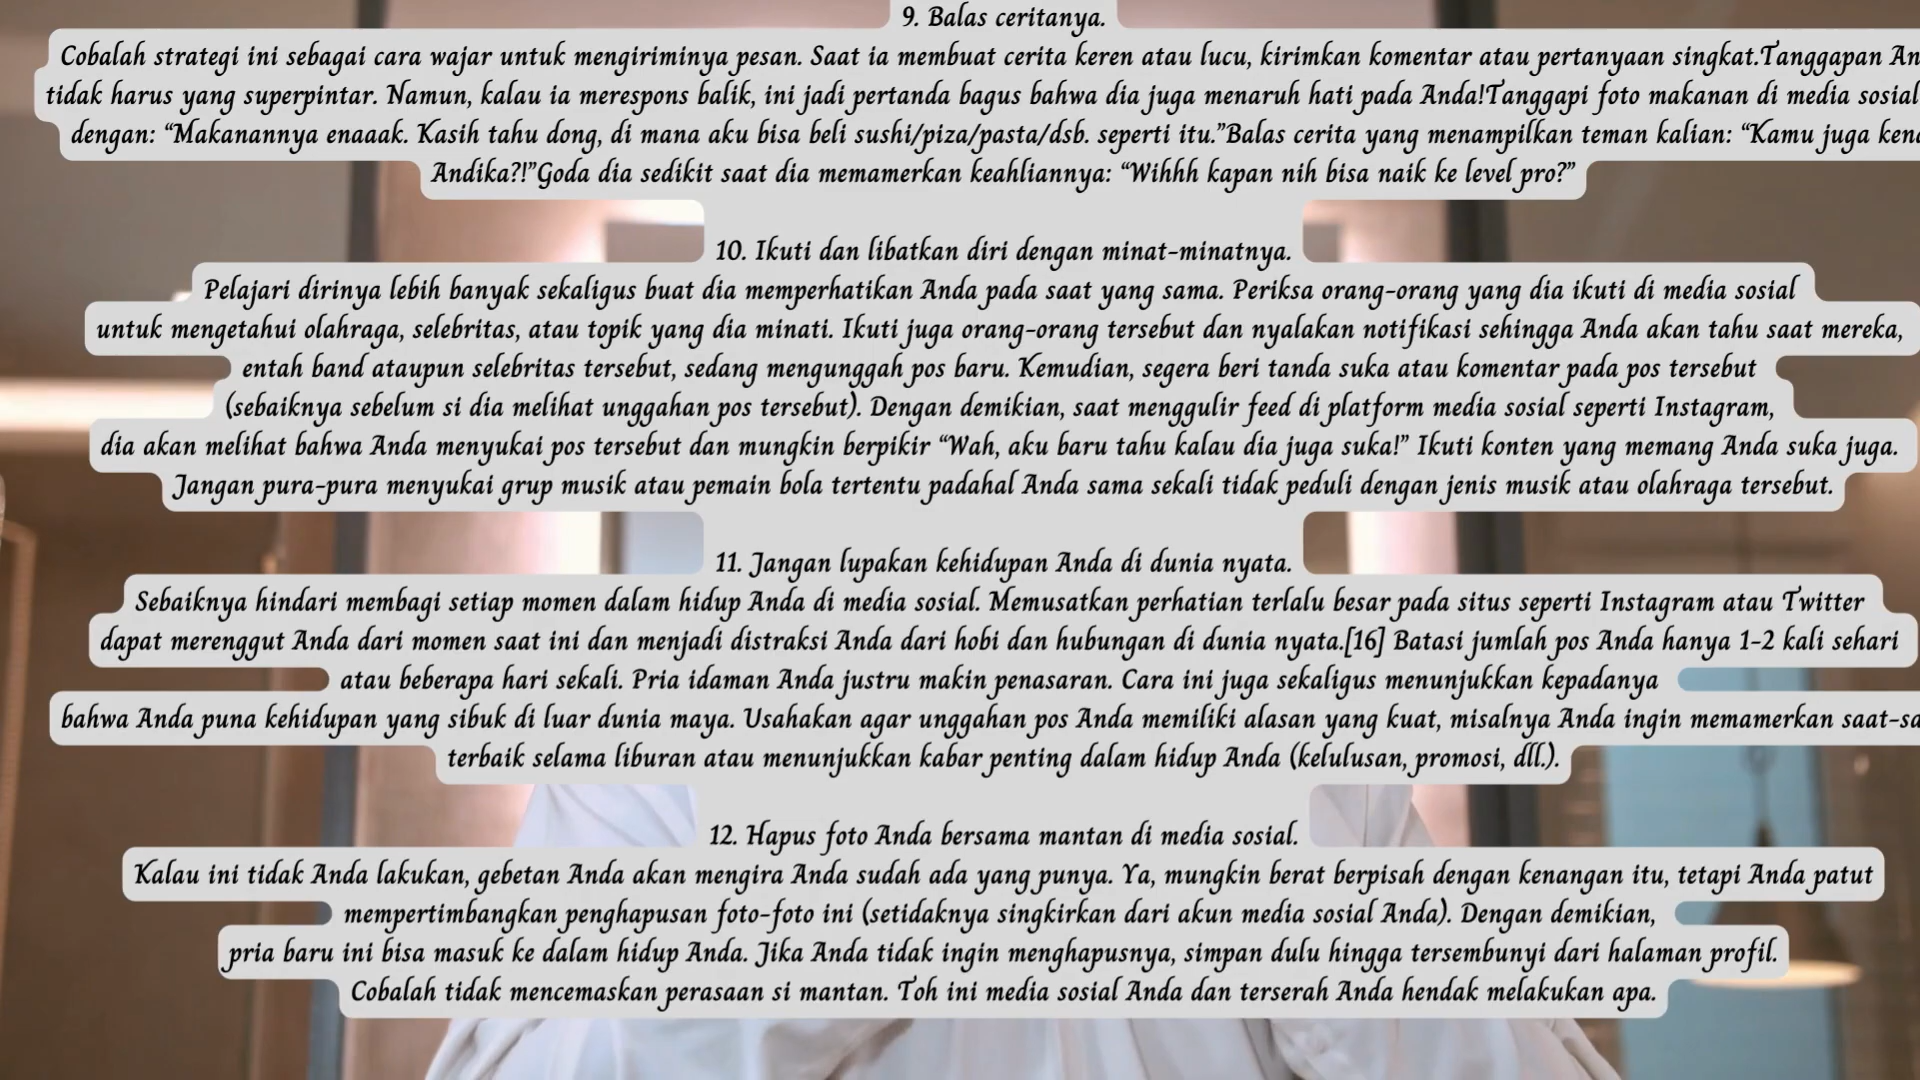 9. Balas ceritanya.
Cobalah strategi ini sebagai cara wajar untuk mengiriminya pesan. Saat ia membuat cerita keren atau lucu, kirimkan komentar atau pertanyaan singkat.Tanggapan An
tidak harus yang superpintar. Namun, kalau ia merespons balik, ini jadi pertanda bagus bahwa dia juga menaruh hati pada Anda!Tanggapi foto makanan di media sosial
dengan: “Makanannya enaaak. Kasih tahu dong, di mana aku bisa beli sushi/piza/pasta/dsb. seperti itu.”Balas cerita yang menampilkan teman kalian: “Kamu juga kena
Andika?!”Goda dia sedikit saat dia memamerkan keahliannya: “Wihhh kapan nih bisa naik ke level pro?”
10. Ikuti dan libatkan diri dengan minat-minatnya.
Pelajari dirinya lebih banyak sekaligus buat dia memperhatikan Anda pada saat yang sama. Periksa orang-orang yang dia ikuti di media sosial
untuk mengetahui olahraga, selebritas, atau topik yang dia minati. Ikuti juga orang-orang tersebut dan nyalakan notifikasi sehingga Anda akan tahu saat mereka,
entah band ataupun selebritas tersebut, sedang mengunggah pos baru. Kemudian, segera beri tanda suka atau komentar pada pos tersebut
(sebaiknya sebelum si dia melihat unggahan pos tersebut). Dengan demikian, saat menggulir feed di platform media sosial seperti Instagram,
dia akan melihat bahwa Anda menyukai pos tersebut dan mungkin berpikir “Wah, aku baru tahu kalau dia juga suka!” Ikuti konten yang memang Anda suka juga.
Jangan pura-pura menyukai grup musik atau pemain bola tertentu padahal Anda sama sekali tidak peduli dengan jenis musik atau olahraga tersebut.
11. Jangan lupakan kehidupan Anda di dunia nyata.
Sebaiknya hindari membagi setiap momen dalam hidup Anda di media sosial. Memusatkan perhatian terlalu besar pada situs seperti Instagram atau Twitter
dapat merenggut Anda dari momen saat ini dan menjadi distraksi Anda dari hobi dan hubungan di dunia nyata.[16] Batasi jumlah pos Anda hanya 1-2 kali sehari
atau beberapa hari sekali. Pria idaman Anda justru makin penasaran. Cara ini juga sekaligus menunjukkan kepadanya
bahwa Anda puna kehidupan yang sibuk di luar dunia maya. Usahakan agar unggahan pos Anda memiliki alasan yang kuat, misalnya Anda ingin memamerkan saat-sa
terbaik selama liburan atau menunjukkan kabar penting dalam hidup Anda (kelulusan, promosi, dll.).
12. Hapus foto Anda bersama mantan di media sosial.
Kalau ini tidak Anda lakukan, gebetan Anda akan mengira Anda sudah ada yang punya. Ya, mungkin berat berpisah dengan kenangan itu, tetapi Anda patut
mempertimbangkan penghapusan foto-foto ini (setidaknya singkirkan dari akun media sosial Anda). Dengan demikian,
pria baru ini bisa masuk ke dalam hidup Anda. Jika Anda tidak ingin menghapusnya, simpan dulu hingga tersembunyi dari halaman profil.
Cobalah tidak mencemaskan perasaan si mantan. Toh ini media sosial Anda dan terserah Anda hendak melakukan apa.